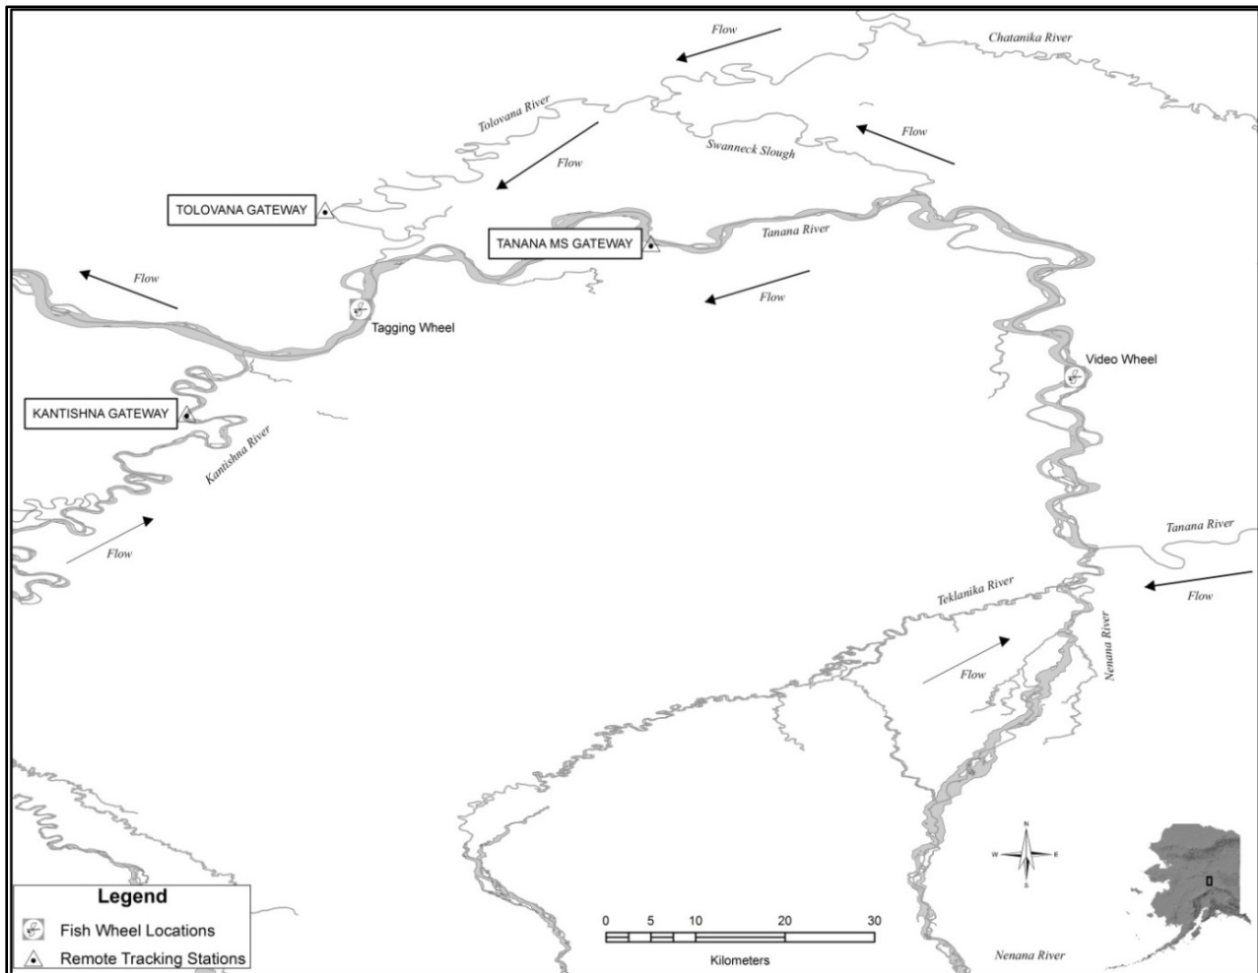 Flow
Chatanika River
Tolovana River
Flow
Swanneck Slough
Flow
TOLOVANA GATEWAY
TANANA MS GATEWAY
Tanana River
Flow
Flow
Tagging Wheel
Video Wheel
KANTISHNA GATEWAY
Kantishna River
Flow
Tanana River
Flow
Teklanika River
Nenana River
Flow
N
W
E
S
Legend
Fish Wheel Locations
Remote Tracking Stations
0 5 10 20 30
Kilometers
Nenana River